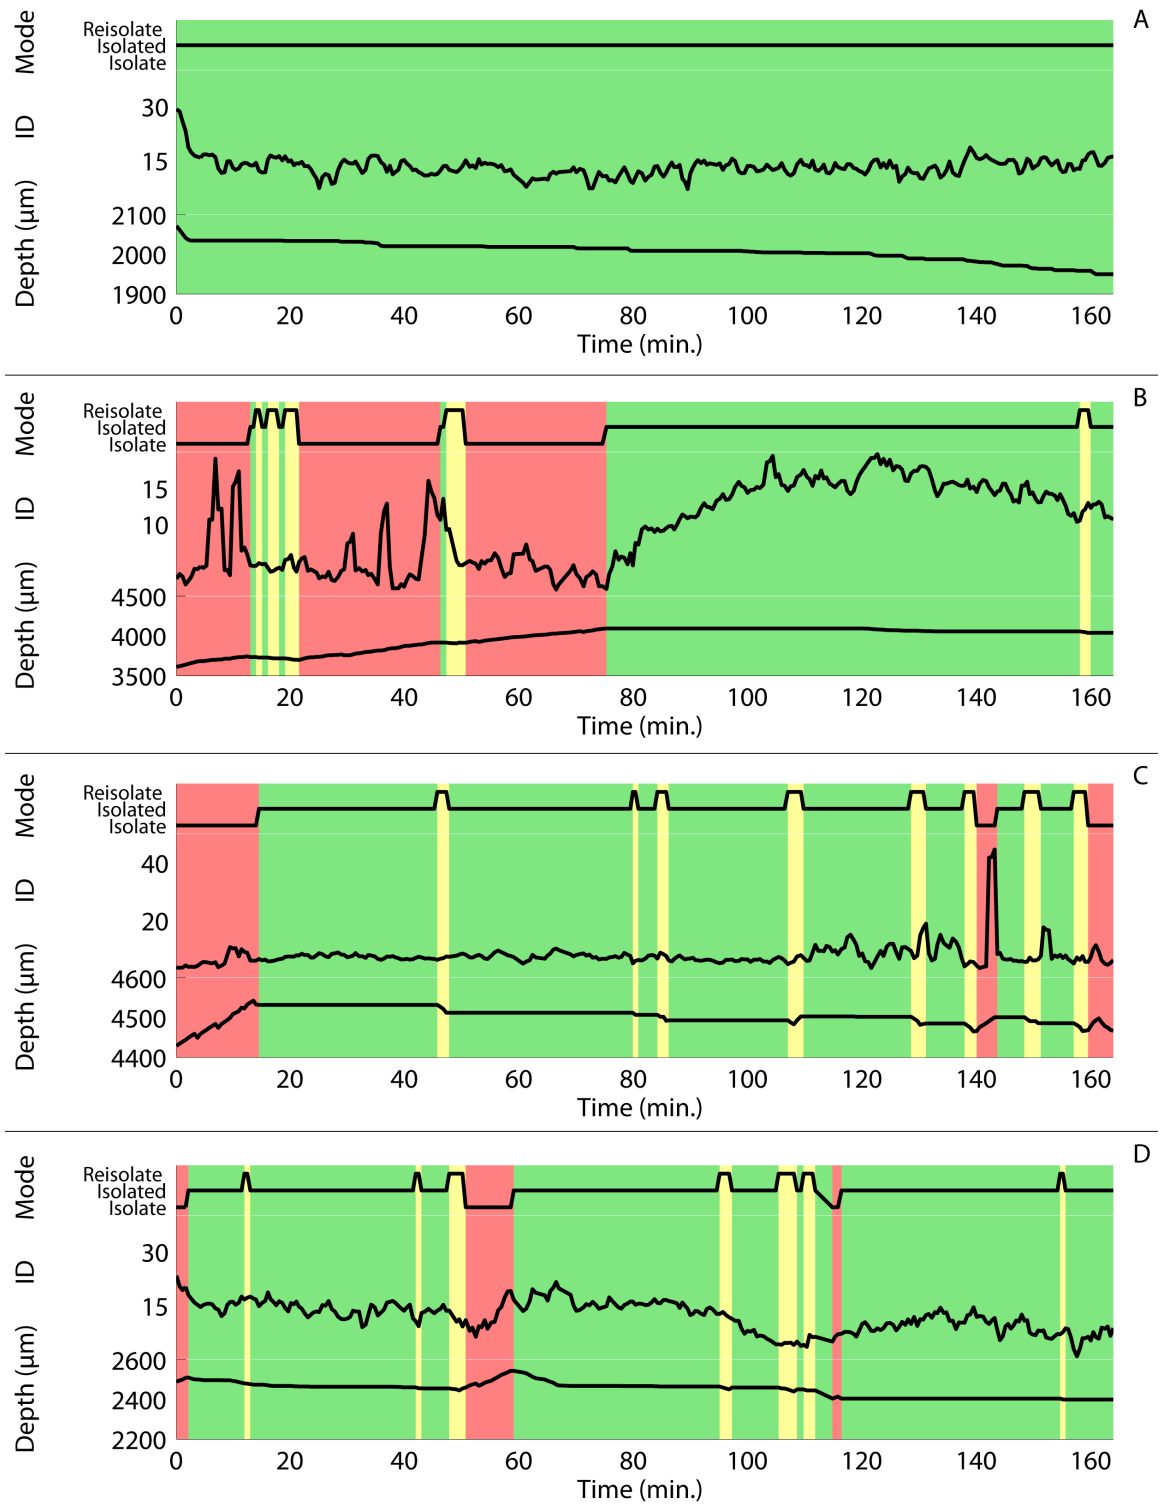 A
Mode
Reisolate
Isolated
Isolate
ID
30
15
Depth (µm)
2100
2000
1900
0 20 40 60 80 100 120 140 160
Time (min.)
B
Mode
Reisolate
Isolated
Isolate
ID
15
10
Depth (µm)
4500
4000
3500
0 20 40 60 80 100 120 140 160
Time (min.)
C
Mode
Reisolate
Isolated
Isolate
ID
40
20
Depth (µm)
4600
4500
4400
0 20 40 60 80 100 120 140 160
Time (min.)
D
Mode
Reisolate
Isolated
Isolate
ID
30
15
Depth (µm)
2600
2400
2200
0 20 40 60 80 100 120 140 160
Time (min.)